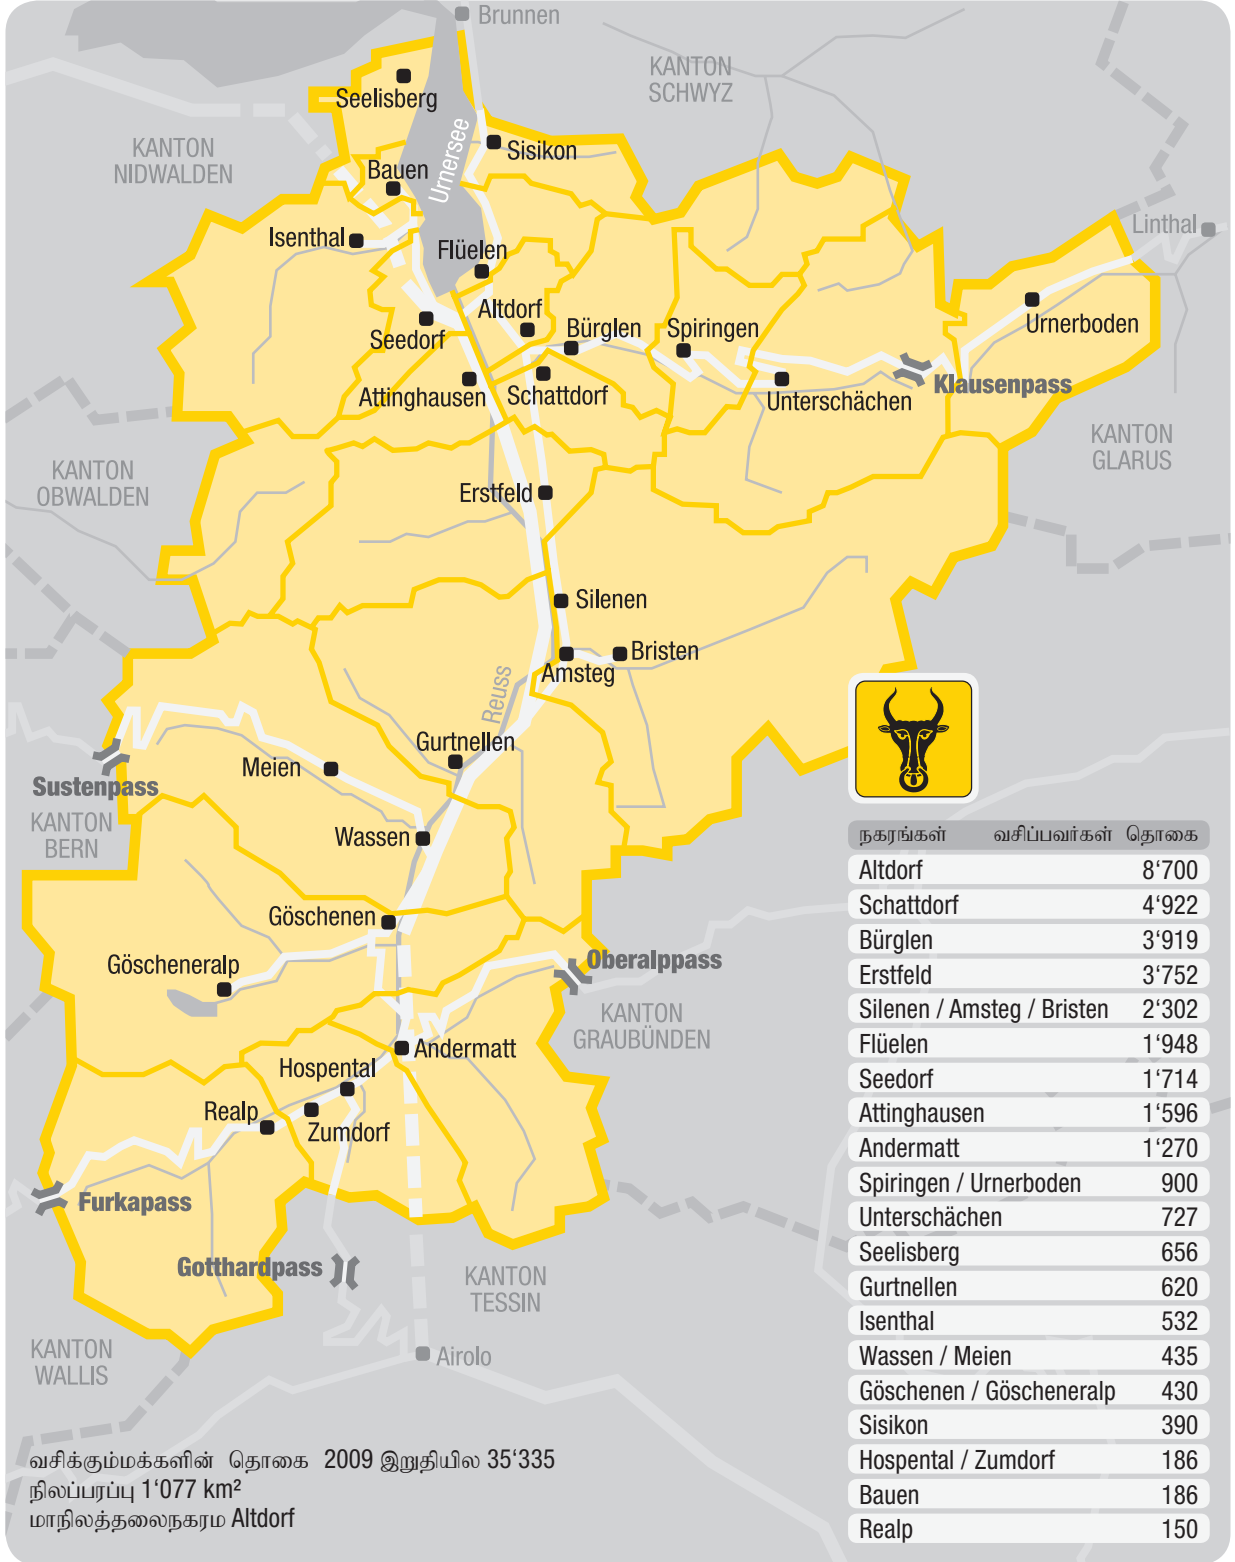 Brunnen
KANTON
SCHWYZ
Seelisberg
Urnersee
Sisikon
KANTON
NIDWALDEN
Bauen
Isenthal
Linthal
Flüelen
Altdorf
Seedorf
Bürglen
Spiringen
Urnerboden
Attinghausen
Schattdorf
Unterschächen
Klausenpass
KANTON
GLARUS
KANTON
OBWALDEN
Erstfeld
Silenen
Bristen
Amsteg
Reuss
Gurtnellen
Meien
Sustenpass
KANTON
BERN
Wassen
Göschenen
Göscheneralp
Oberalppass
KANTON
GRAUBÜNDEN
Andermatt
Hospental
Realp
Zumdorf
Furkapass
Gotthardpass
KANTON
TESSIN
KANTON
WALLIS
Airolo
நகரங்கள் வசிப்பவர்கள் தொகை
Altdorf 8‘700
Schattdorf 4‘922
Bürglen 3‘919
Erstfeld 3‘752
Silenen / Amsteg / Bristen 2‘302
Flüelen 1‘948
Seedorf 1‘714
Attinghausen 1‘596
Andermatt 1‘270
Spiringen / Urnerboden 900
Unterschächen 727
Seelisberg 656
Gurtnellen 620
Isenthal 532
Wassen / Meien 435
Göschenen / Göscheneralp 430
Sisikon 390
Hospental / Zumdorf 186
Bauen 186
Realp 150
வசிக்கும்மக்களின் தொகை 2009 இறுதியில 35‘335
நிலப்பரப்பு 1‘077 km²
மாநிலத்தலைநகரம Altdorf